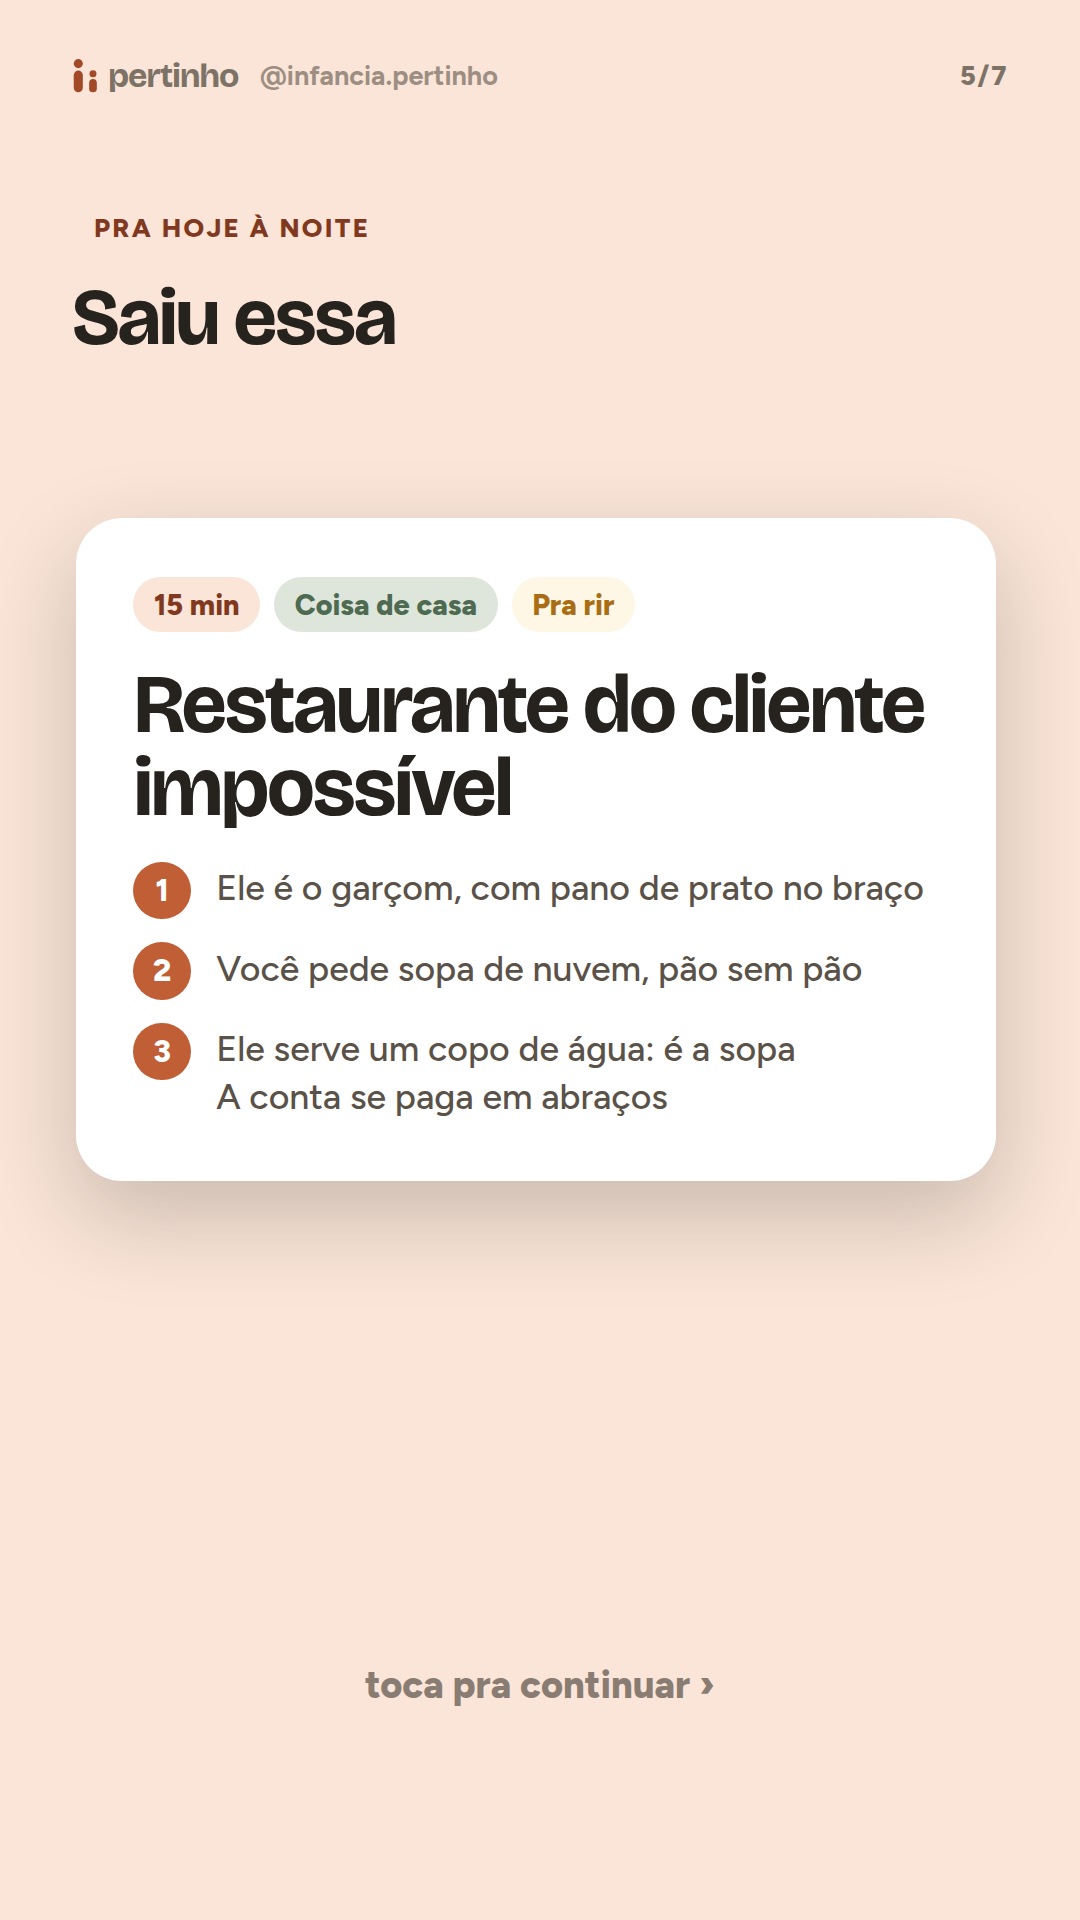 pertinho @infancia.pertinho 5/7
PRA HOJE À NOITE
Saiu essa
15 min Coisa de casa Pra rir
Restaurante do cliente
impossível
1 Ele é o garçom, com pano de prato no braço
2 Você pede sopa de nuvem, pão sem pão
3 Ele serve um copo de água: é a sopa
A conta se paga em abraços
toca pra continuar ›